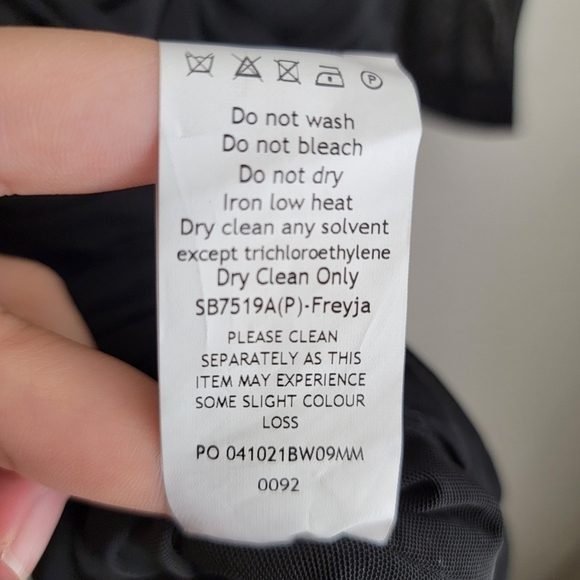 P
Do not wash
Do not bleach
Do not dry
Iron low heat
Dry clean any solvent
except trichloroethylene
Dry Clean Only
SB7519A(P)-Freyja
PLEASE CLEAN
SEPARATELY AS THIS
ITEM MAY EXPERIENCE
SOME SLIGHT COLOUR
LOSS
PO 041021BW09MM
0092